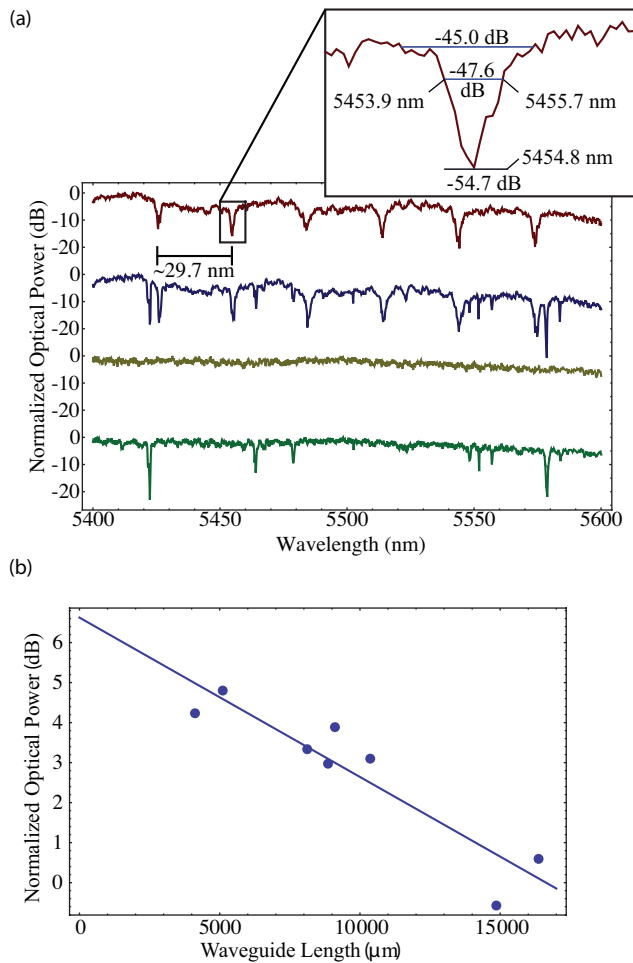 (a)
-45.0 dB
-47.6
dB
5453.9 nm
5455.7 nm
5454.8 nm
-54.7 dB
Normalized Optical Power (dB)
0
-10
-20
0
-10
-20
0
-10
0
-10
-20
~29.7 nm
5400
5450
5500
5550
5600
Wavelength (nm)
(b)
Normalized Optical Power (dB)
6
5
4
3
2
1
0
0
5000
10000
15000
Waveguide Length (μm)